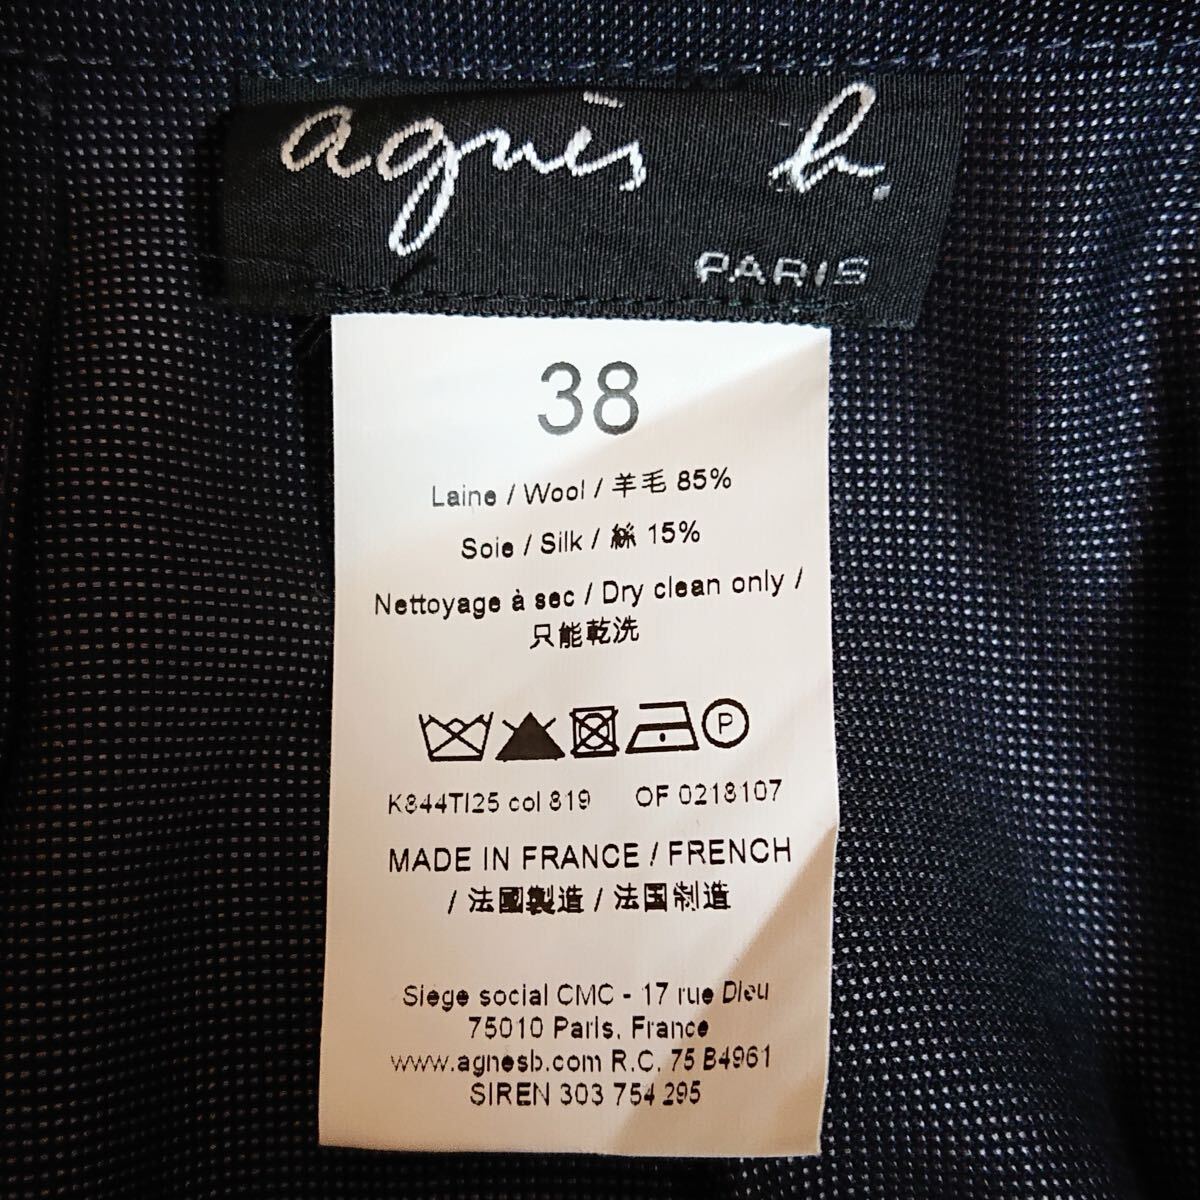 agnès b.
PARIS
38
Laine / Wool / 羊毛 85%
Soie / Silk / 絲 15%
Nettoyage à sec / Dry clean only /
只能乾洗
P
K844TI25 col 819 OF 0218107
MADE IN FRANCE / FRENCH
/ 法國製造 / 法国制造
Siège social CMC - 17 rue Dieu
75010 Paris, France
www.agnesb.com R.C. 75 B4961
SIREN 303 754 295